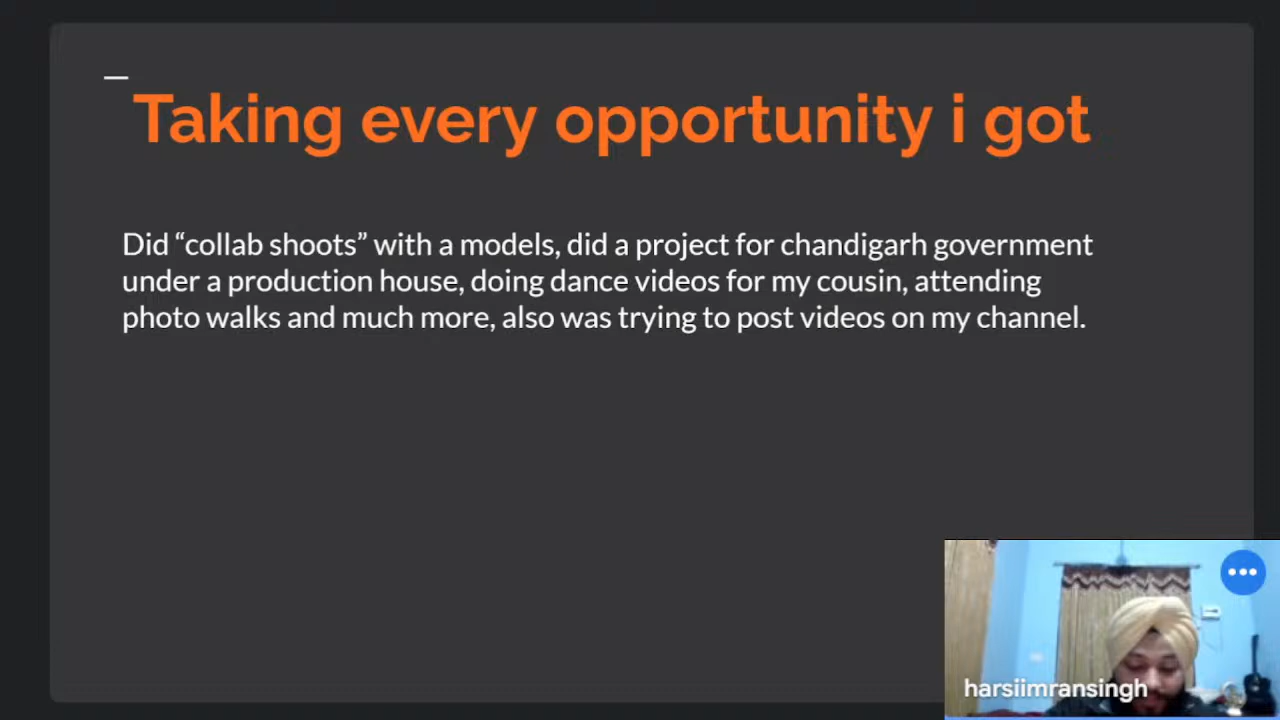 Taking every opportunity i got
Did “collab shoots” with a models, did a project for chandigarh government
under a production house, doing dance videos for my cousin, attending
photo walks and much more, also was trying to post videos on my channel.
harsiimransingh